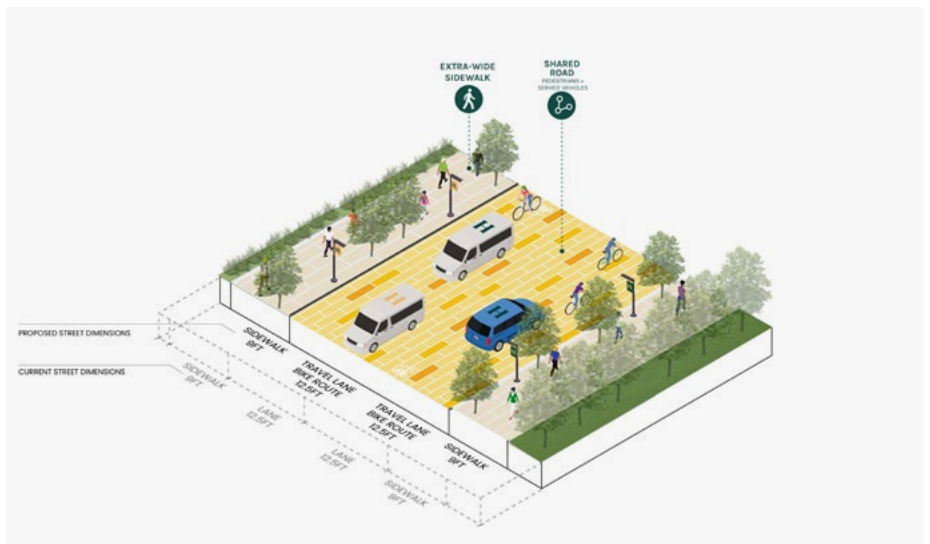 EXTRA-WIDE
SIDEWALK
SHARED
ROAD
PEDESTRIANS +
SERVICE VEHICLES
H
H
H
PROPOSED STREET DIMENSIONS
CURRENT STREET DIMENSIONS
SIDEWALK
9FT
TRAVEL LANE
BIKE ROUTE
12.5FT
TRAVEL LANE
BIKE ROUTE
12.5FT
SIDEWALK
9FT
SIDEWALK
9FT
LANE
12.5FT
LANE
12.5FT
SIDEWALK
9FT